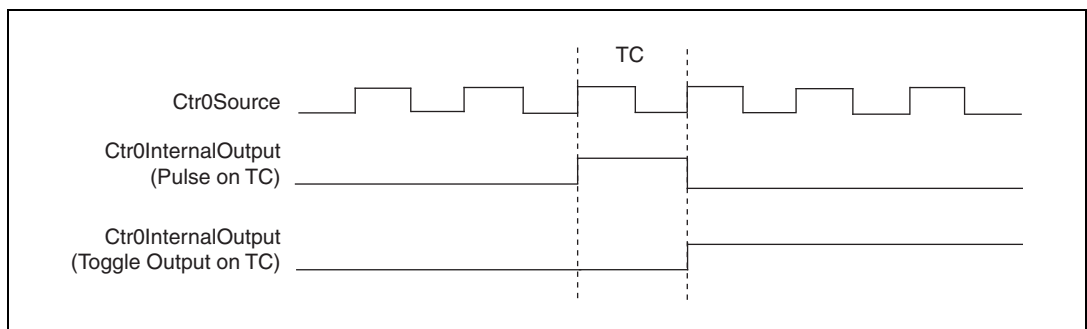 TC
Ctr0Source
Ctr0InternalOutput
(Pulse on TC)
Ctr0InternalOutput
(Toggle Output on TC)